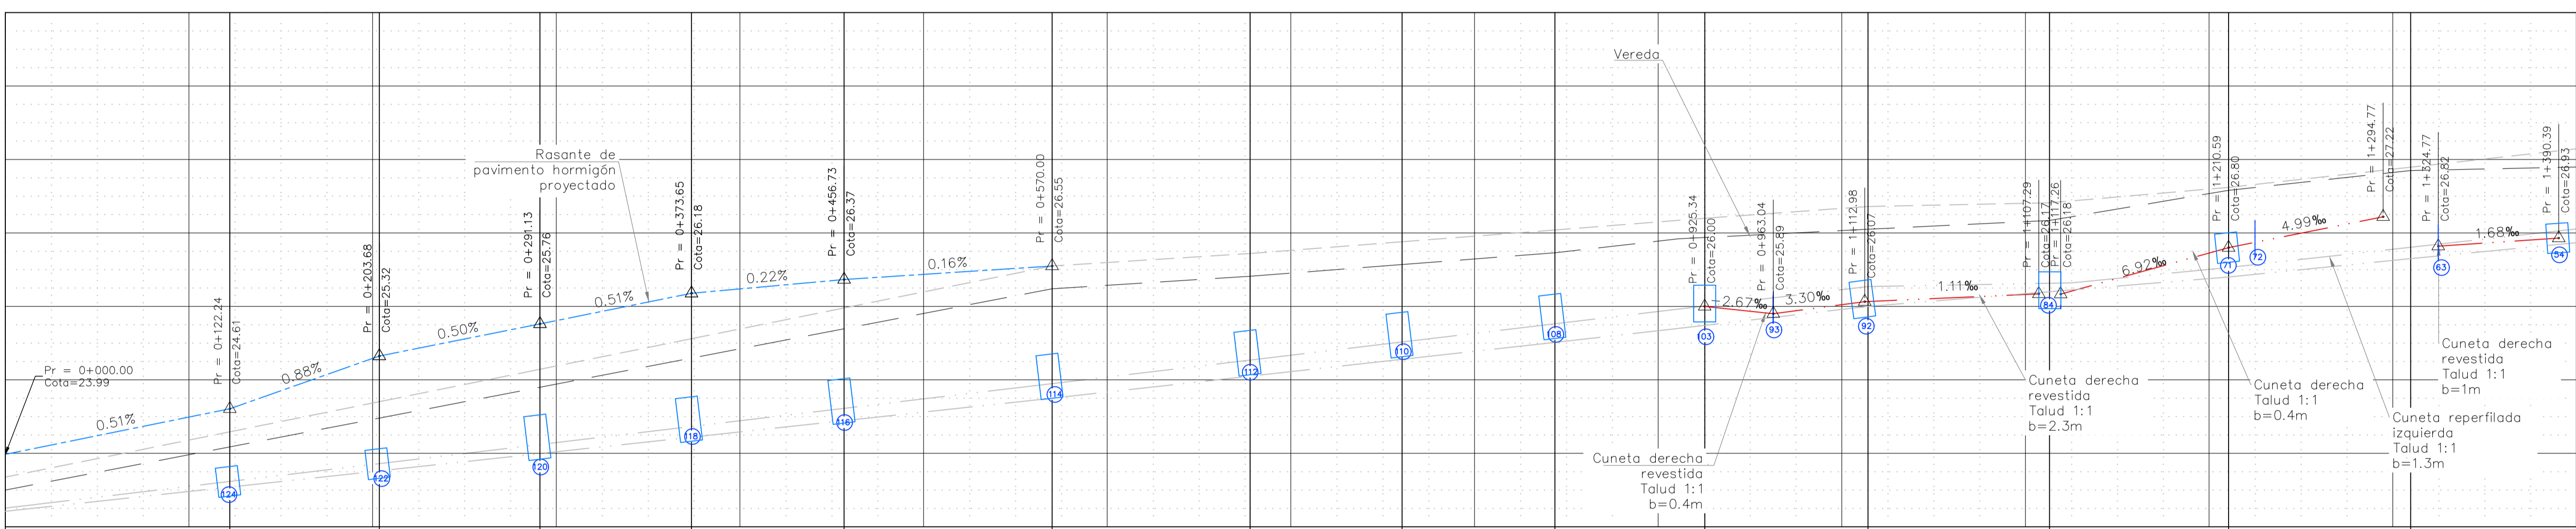 Pr = 0+000.00
Cota=23.99
0.51%
Pr = 0+122.24
Cota=24.61
124
0.88%
Pr = 0+203.68
Cota=25.32
122
0.50%
Pr = 0+291.13
Cota=25.76
120
Rasante de
pavimento hormigón
proyectado
0.51%
Pr = 0+373.65
Cota=26.18
118
0.22%
Pr = 0+456.73
Cota=26.37
116
0.16%
Pr = 0+570.00
Cota=26.55
114
112
110
108
Vereda
Pr = 0+925.34
Cota=26.00
103
-2.67‰
Pr = 0+963.04
Cota=25.89
93
Cuneta derecha
revestida
Talud 1:1
b=0.4m
3.30‰
Pr = 1+112.98
Cota=26.07
92
1.11‰
Pr = 1+107.29
Cota=26.17
Pr = 1+117.26
Cota=26.18
84
Cuneta derecha
revestida
Talud 1:1
b=2.3m
6.92‰
Pr = 1+210.59
Cota=26.80
71
72
Cuneta derecha
Talud 1:1
b=0.4m
4.99‰
Pr = 1+294.77
Cota=27.22
Cuneta reperfilada
izquierda
Talud 1:1
b=1.3m
Pr = 1+324.77
Cota=26.82
63
Cuneta derecha
revestida
Talud 1:1
b=1m
1.68‰
Pr = 1+390.39
Cota=26.93
54